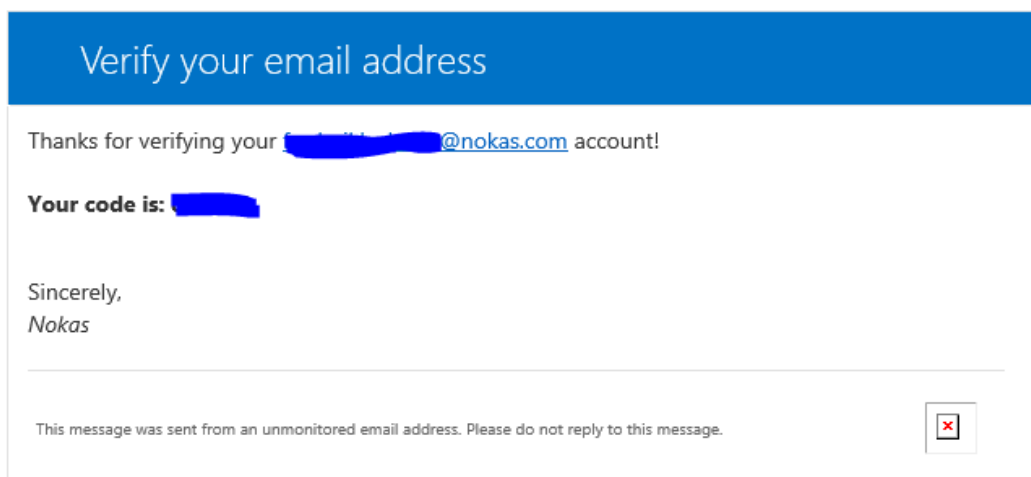 Verify your email address
Thanks for verifying your @nokas.com account!
Your code is:
Sincerely,
Nokas
This message was sent from an unmonitored email address. Please do not reply to this message.